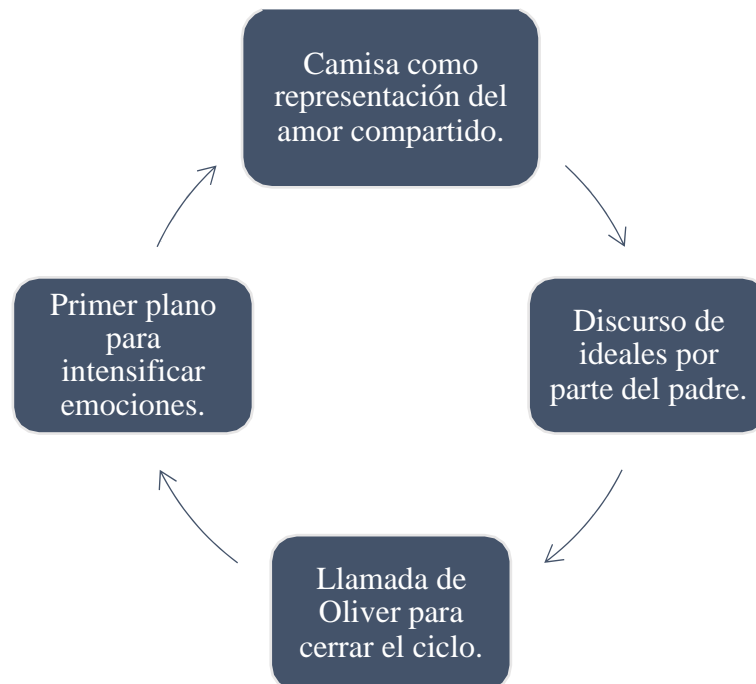 Camisa como
representación del
amor compartido.
Discurso de
ideales por
parte del padre.
Llamada de
Oliver para
cerrar el ciclo.
Primer plano
para
intensificar
emociones.